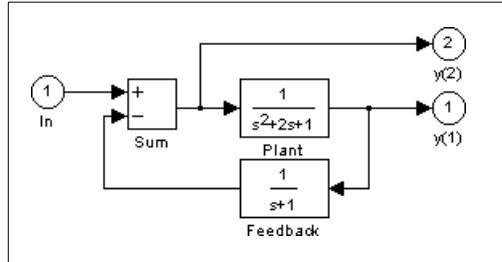 2
y(2)
1
In
+
−
Sum
1
s²+2s+1
Plant
1
y(1)
1
s+1
Feedback